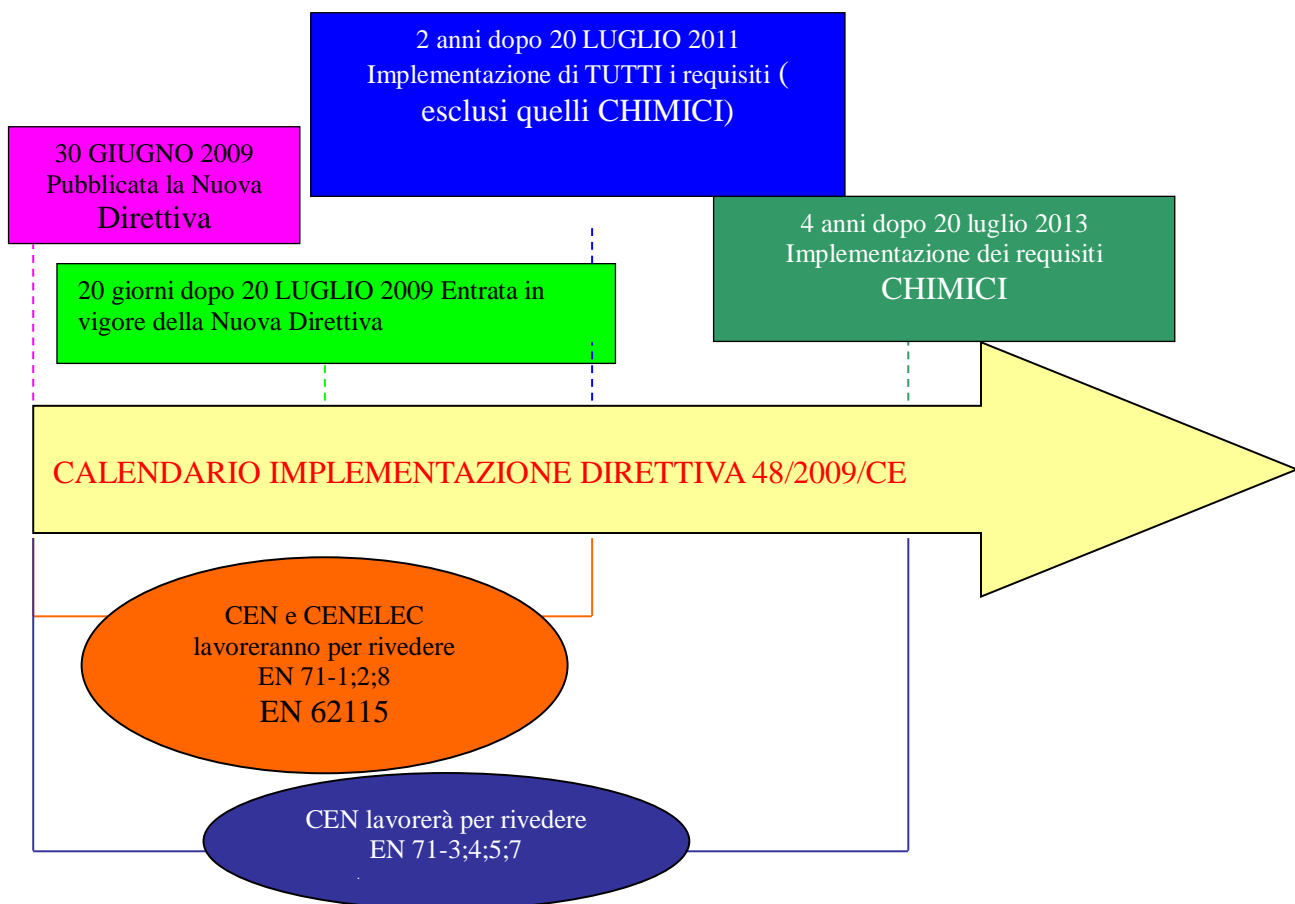 2 anni dopo 20 LUGLIO 2011
Implementazione di TUTTI i requisiti (
esclusi quelli CHIMICI)
30 GIUGNO 2009
Pubblicata la Nuova
Direttiva
4 anni dopo 20 luglio 2013
Implementazione dei requisiti
CHIMICI
20 giorni dopo 20 LUGLIO 2009 Entrata in
vigore della Nuova Direttiva
CALENDARIO IMPLEMENTAZIONE DIRETTIVA 48/2009/CE
CEN e CENELEC
lavoreranno per rivedere
EN 71-1;2;8
EN 62115
CEN lavorerà per rivedere
EN 71-3;4;5;7
.